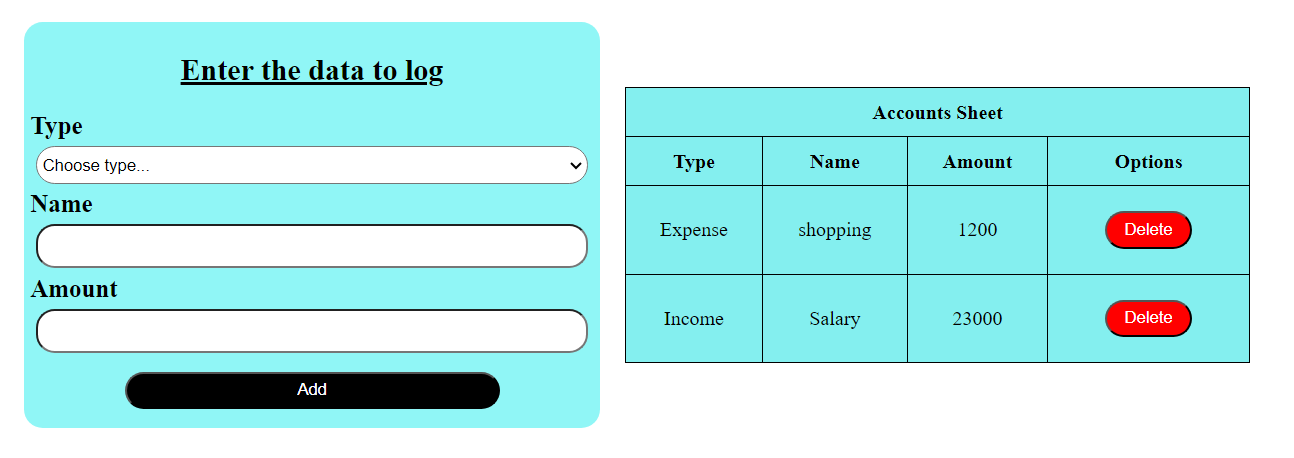 Enter the data to log
Type
Choose type...
Name
Amount
Add
Accounts Sheet
Type Name Amount Options
Expense shopping 1200 Delete
Income Salary 23000 Delete